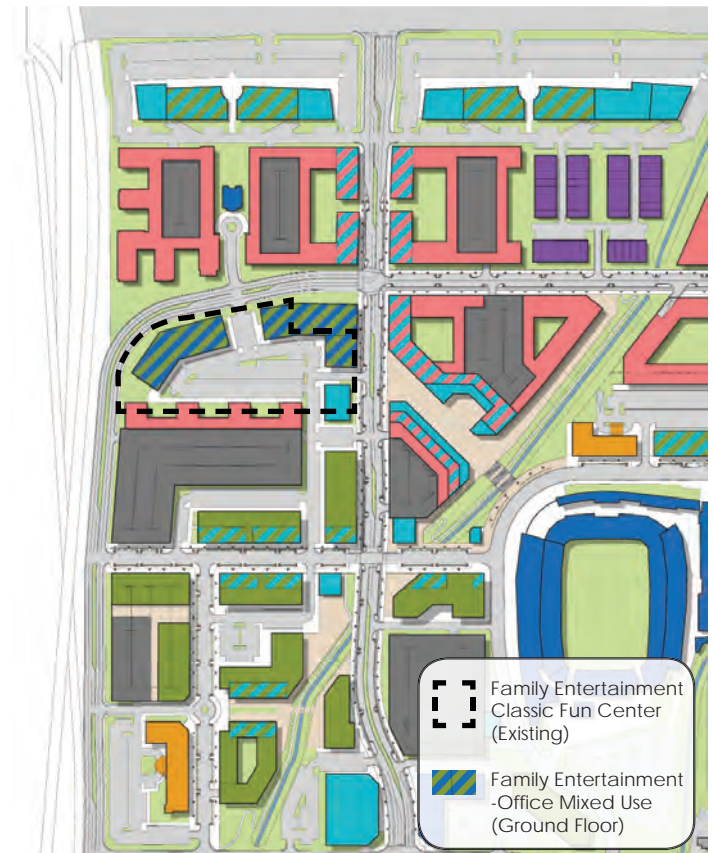 Family Entertainment
Classic Fun Center
(Existing)
Family Entertainment
-Office Mixed Use
(Ground Floor)